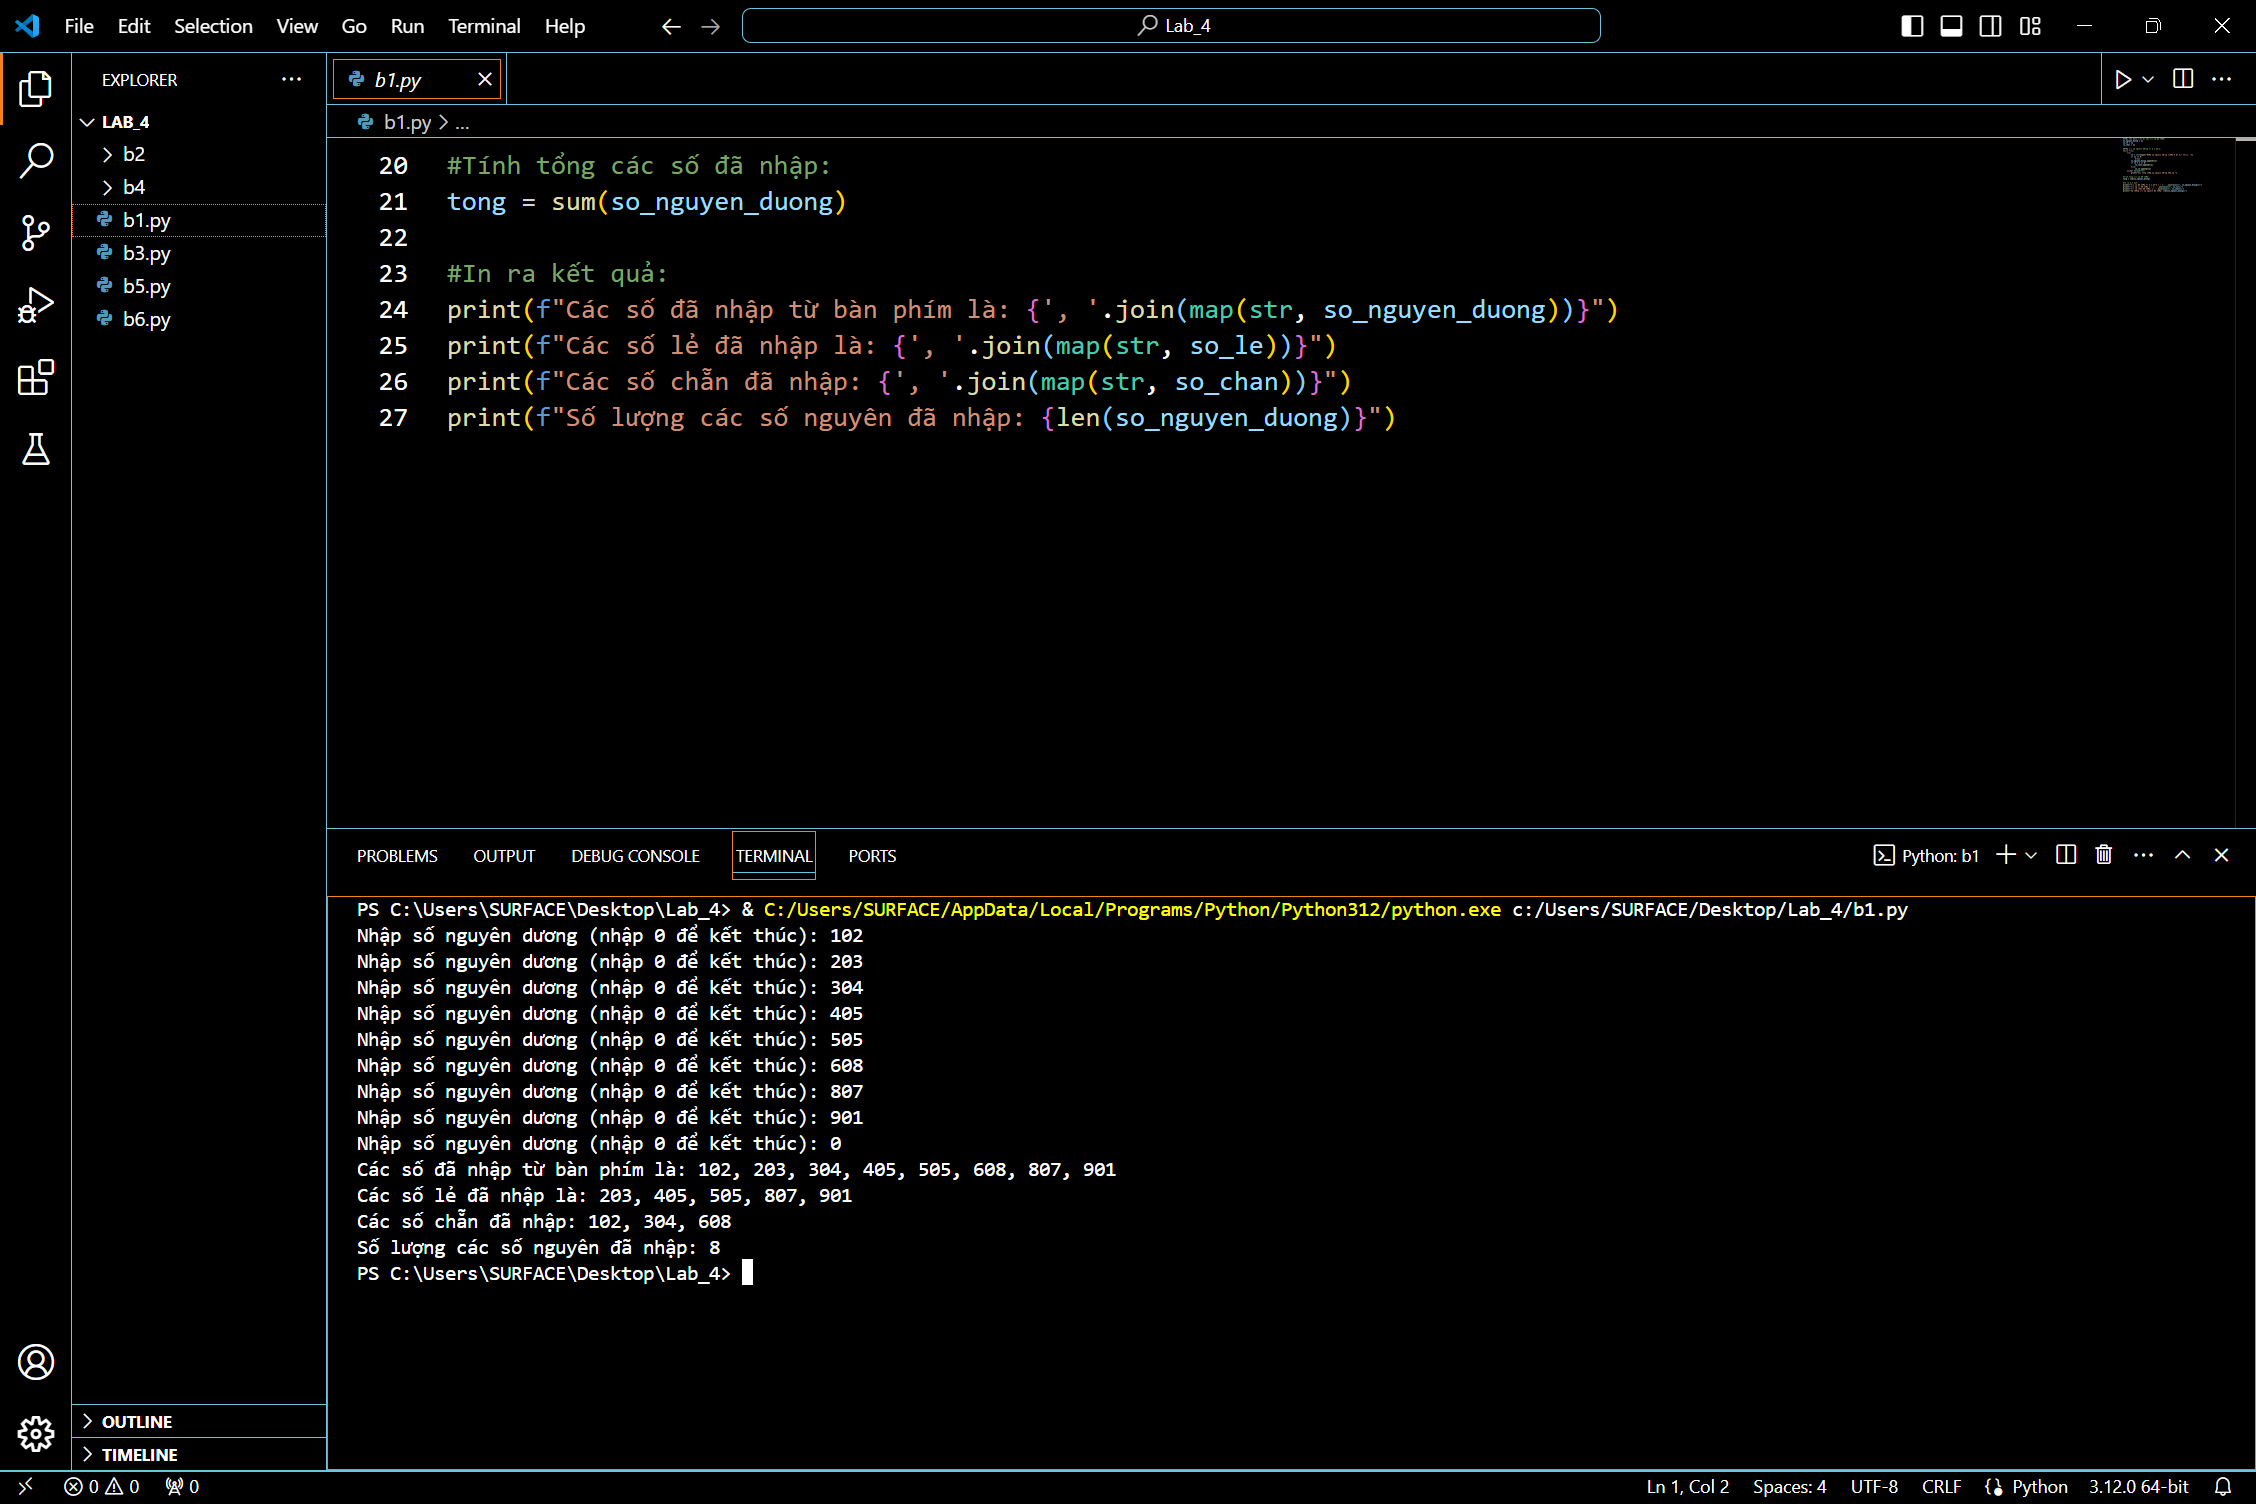 File Edit Selection View Go Run Terminal Help
Lab_4
EXPLORER
LAB_4
b2
b4
b1.py
b3.py
b5.py
b6.py
OUTLINE
TIMELINE
b1.py
b1.py > ...
20 #Tính tổng các số đã nhập:
21 tong = sum(so_nguyen_duong)
22
23 #In ra kết quả:
24 print(f"Các số đã nhập từ bàn phím là: {', '.join(map(str, so_nguyen_duong))}")
25 print(f"Các số lẻ đã nhập là: {', '.join(map(str, so_le))}")
26 print(f"Các số chẵn đã nhập: {', '.join(map(str, so_chan))}")
27 print(f"Số lượng các số nguyên đã nhập: {len(so_nguyen_duong)}")
PROBLEMS OUTPUT DEBUG CONSOLE TERMINAL PORTS
Python: b1
PS C:\Users\SURFACE\Desktop\Lab_4> & C:/Users/SURFACE/AppData/Local/Programs/Python/Python312/python.exe c:/Users/SURFACE/Desktop/Lab_4/b1.py
Nhập số nguyên dương (nhập 0 để kết thúc): 102
Nhập số nguyên dương (nhập 0 để kết thúc): 203
Nhập số nguyên dương (nhập 0 để kết thúc): 304
Nhập số nguyên dương (nhập 0 để kết thúc): 405
Nhập số nguyên dương (nhập 0 để kết thúc): 505
Nhập số nguyên dương (nhập 0 để kết thúc): 608
Nhập số nguyên dương (nhập 0 để kết thúc): 807
Nhập số nguyên dương (nhập 0 để kết thúc): 901
Nhập số nguyên dương (nhập 0 để kết thúc): 0
Các số đã nhập từ bàn phím là: 102, 203, 304, 405, 505, 608, 807, 901
Các số lẻ đã nhập là: 203, 405, 505, 807, 901
Các số chẵn đã nhập: 102, 304, 608
Số lượng các số nguyên đã nhập: 8
PS C:\Users\SURFACE\Desktop\Lab_4>
0 0 0
Ln 1, Col 2 Spaces: 4 UTF-8 CRLF Python 3.12.0 64-bit